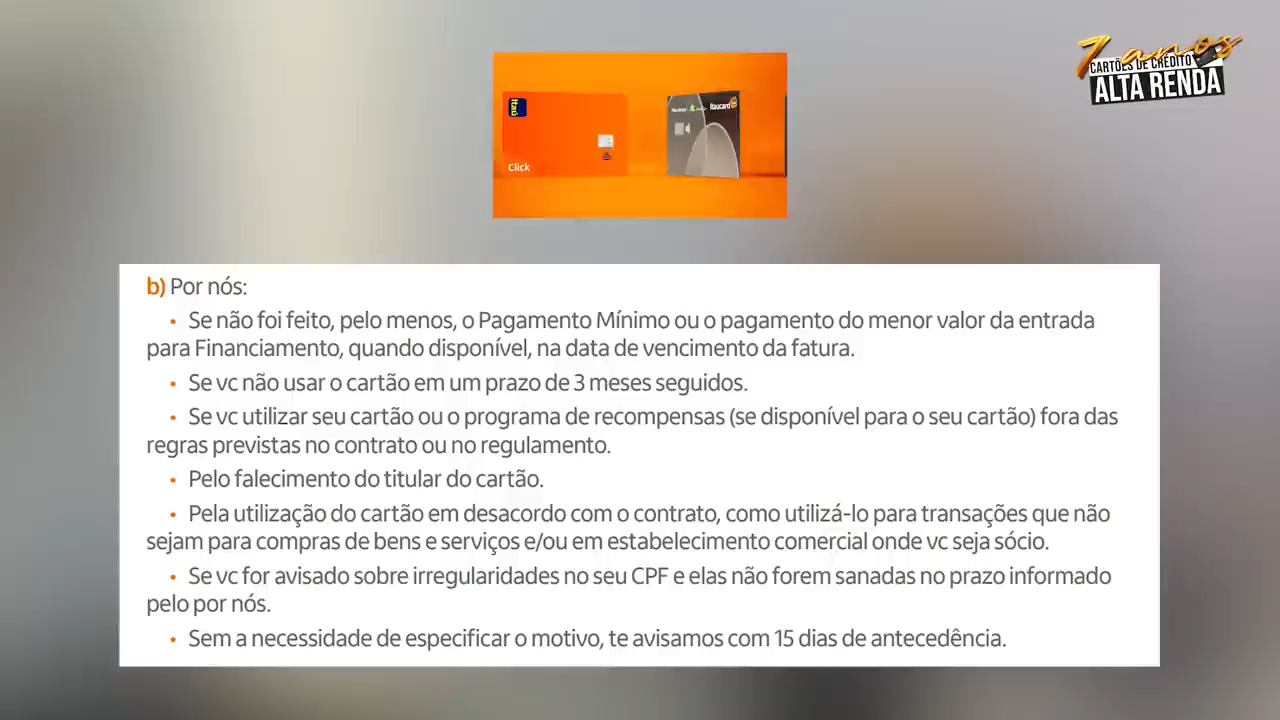 7 anos
CARTÕES DE CRÉDITO
ALTA RENDA
Itaú
Itaucard
Click
b) Por nós:
• Se não foi feito, pelo menos, o Pagamento Mínimo ou o pagamento do menor valor da entrada
para Financiamento, quando disponível, na data de vencimento da fatura.
• Se vc não usar o cartão em um prazo de 3 meses seguidos.
• Se vc utilizar seu cartão ou o programa de recompensas (se disponível para o seu cartão) fora das
regras previstas no contrato ou no regulamento.
• Pelo falecimento do titular do cartão.
• Pela utilização do cartão em desacordo com o contrato, como utilizá-lo para transações que não
sejam para compras de bens e serviços e/ou em estabelecimento comercial onde vc seja sócio.
• Se vc for avisado sobre irregularidades no seu CPF e elas não forem sanadas no prazo informado
pelo por nós.
• Sem a necessidade de especificar o motivo, te avisamos com 15 dias de antecedência.